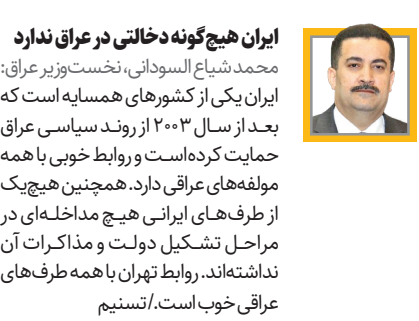 ایران هیچ‌گونه دخالتی در عراق ندارد
محمد شیاع السودانی، نخست‌وزیر عراق:
ایران یکی از کشورهای همسایه است که
بعد از سال ۲۰۰۳ از روند سیاسی عراق
حمایت کرده‌است و روابط خوبی با همه
مولفه‌های عراقی دارد. همچنین هیچ‌یک
از طرف‌های ایرانی هیچ مداخله‌ای در
مراحل تشکیل دولت و مذاکرات آن
نداشته‌اند. روابط تهران با همه طرف‌های
عراقی خوب است./تسنیم